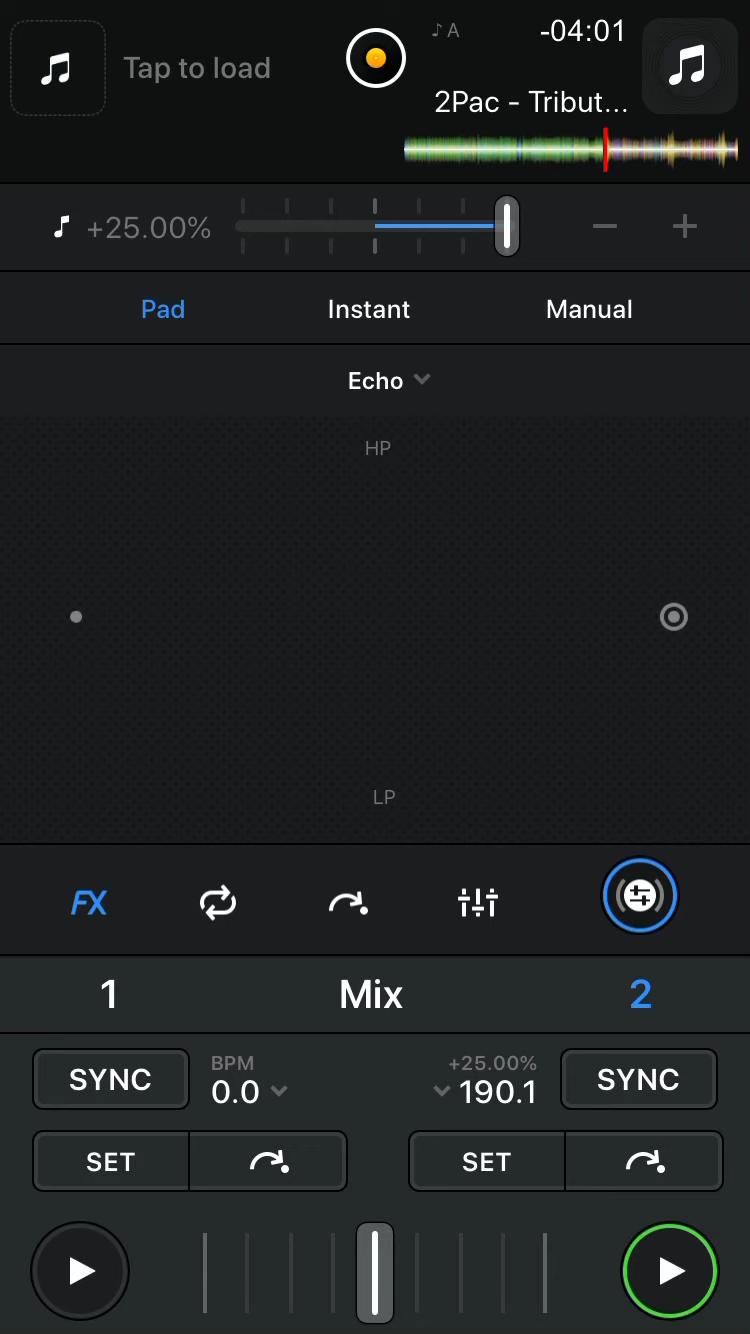 A
-04:01
Tap to load
2Pac - Tribut...
+25.00%
Pad Instant Manual
Echo
HP
LP
FX
1 Mix 2
SYNC BPM 0.0 +25.00% 190.1 SYNC
SET SET